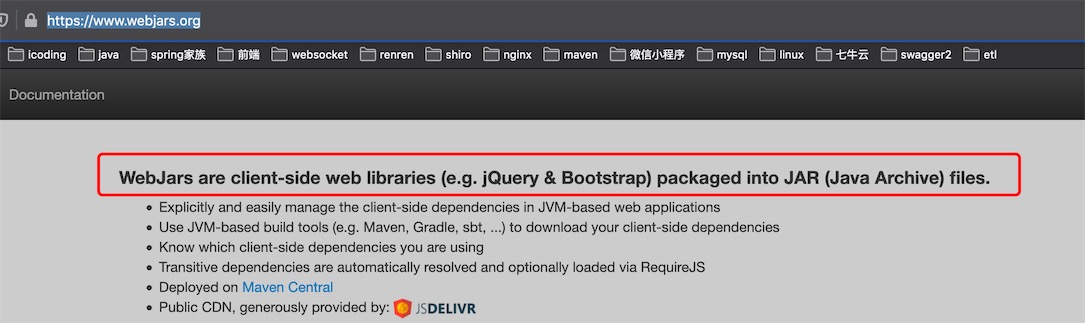 https://www.webjars.org
icoding java spring家族 前端 websocket renren shiro nginx maven 微信小程序 mysql linux 七牛云 swagger2 etl
Documentation
WebJars are client-side web libraries (e.g. jQuery & Bootstrap) packaged into JAR (Java Archive) files.
Explicitly and easily manage the client-side dependencies in JVM-based web applications
Use JVM-based build tools (e.g. Maven, Gradle, sbt, ...) to download your client-side dependencies
Know which client-side dependencies you are using
Transitive dependencies are automatically resolved and optionally loaded via RequireJS
Deployed on Maven Central
Public CDN, generously provided by: JSDELIVR